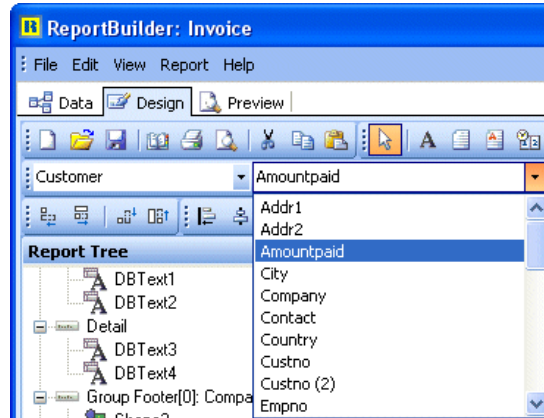 ReportBuilder: Invoice
File Edit View Report Help
Data Design Preview
Customer Amountpaid
Addr1
Addr2
Amountpaid
City
Company
Contact
Country
Custno
Custno (2)
Empno
Report Tree
DBText1
DBText2
Detail
DBText3
DBText4
Group Footer[0]: Compa